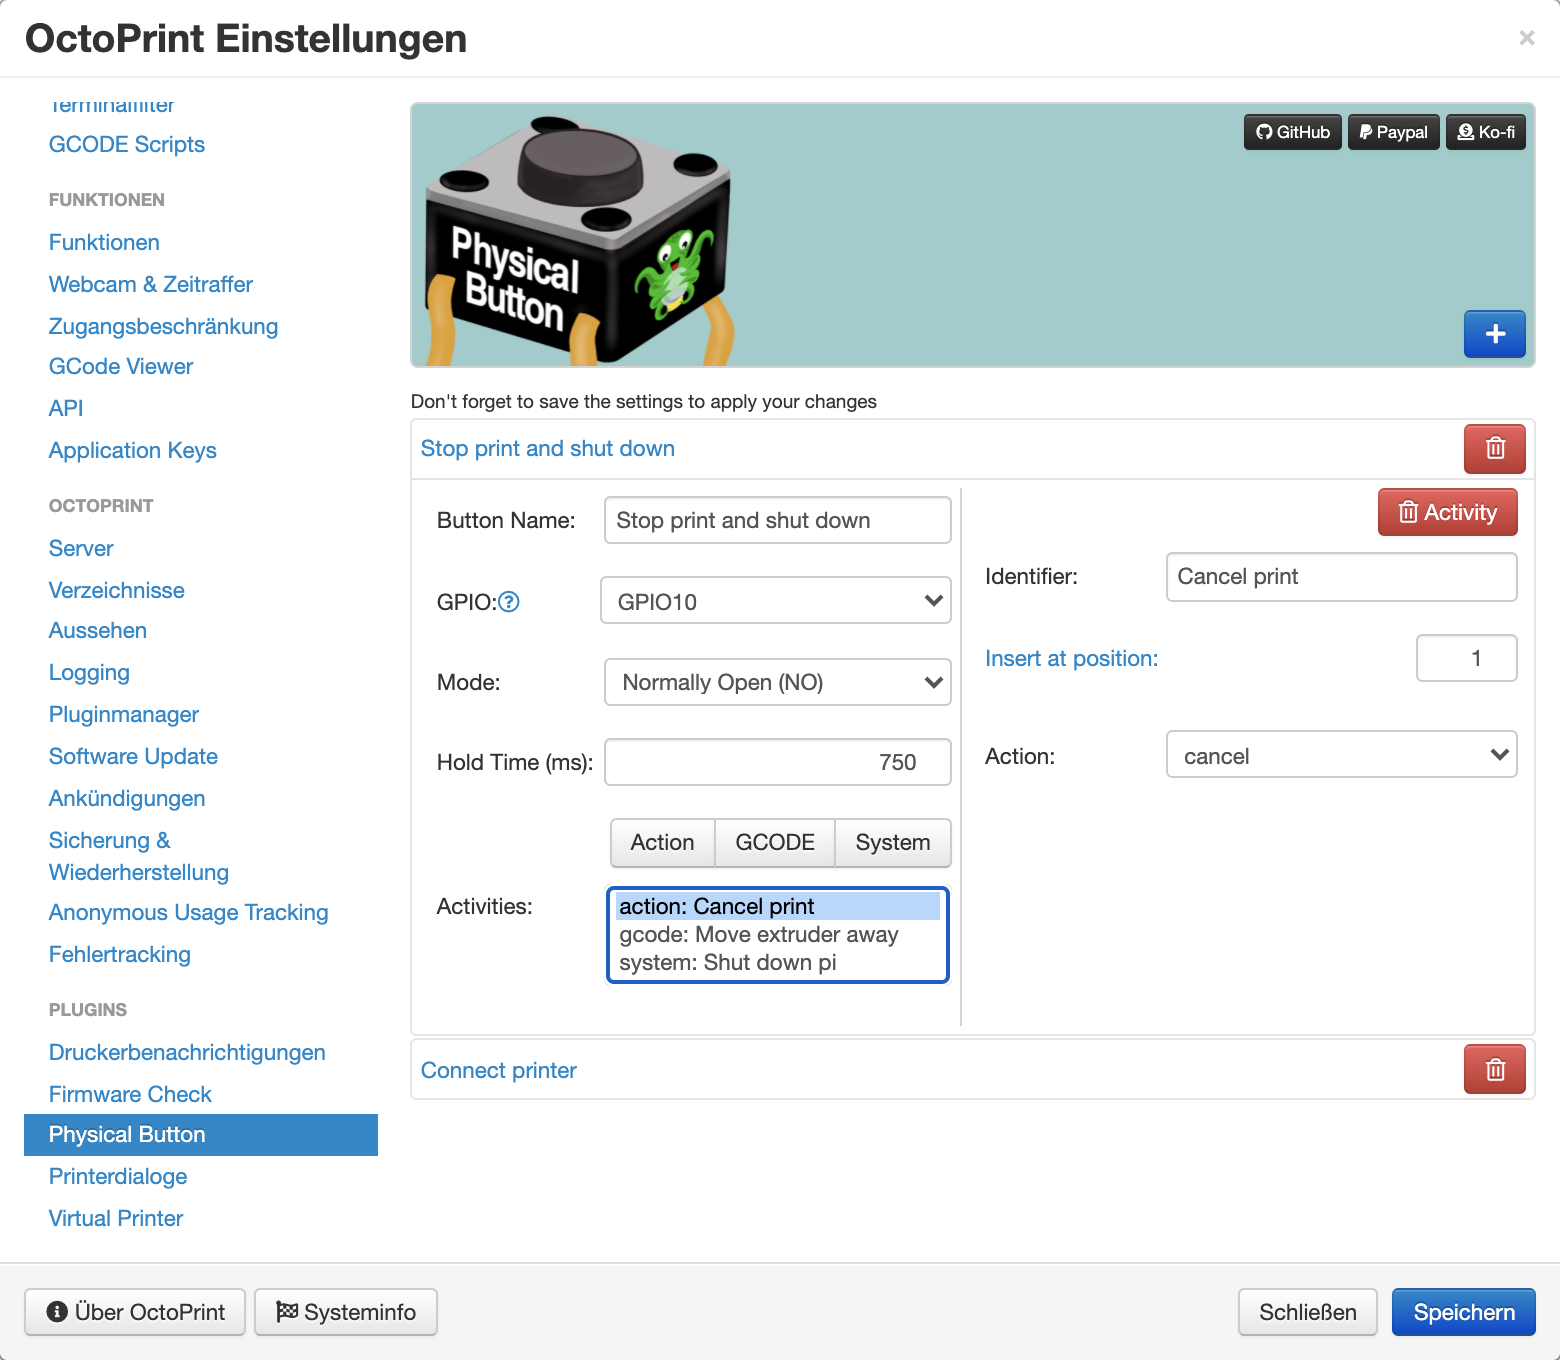 OctoPrint Einstellungen
×
Terminalfilter
GCODE Scripts
FUNKTIONEN
Funktionen
Webcam & Zeitraffer
Zugangsbeschränkung
GCode Viewer
API
Application Keys
OCTOPRINT
Server
Verzeichnisse
Aussehen
Logging
Pluginmanager
Software Update
Ankündigungen
Sicherung &
Wiederherstellung
Anonymous Usage Tracking
Fehlertracking
PLUGINS
Druckerbenachrichtigungen
Firmware Check
Physical Button
Printerdialoge
Virtual Printer
Physical
Button
GitHub
Paypal
Ko-fi
+
Don't forget to save the settings to apply your changes
Stop print and shut down
Button Name: Stop print and shut down
GPIO: GPIO10
Mode: Normally Open (NO)
Hold Time (ms): 750
Action GCODE System
Activities:
action: Cancel print
gcode: Move extruder away
system: Shut down pi
Activity
Identifier: Cancel print
Insert at position: 1
Action: cancel
Connect printer
Über OctoPrint
Systeminfo
Schließen
Speichern